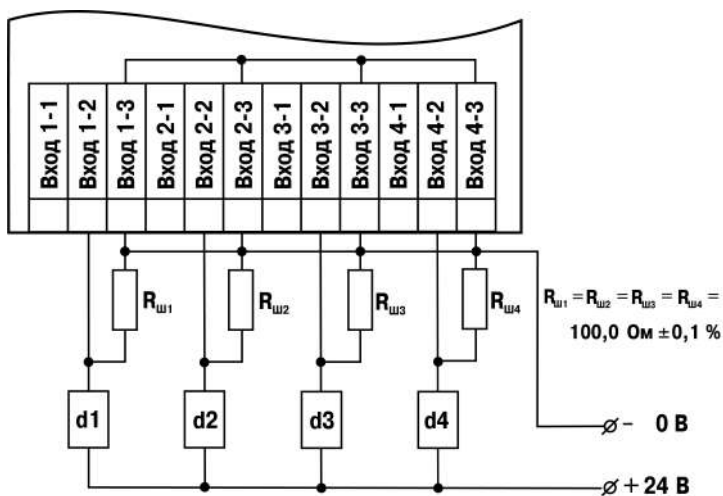 Вход 1-1
Вход 1-2
Вход 1-3
Вход 2-1
Вход 2-2
Вход 2-3
Вход 3-1
Вход 3-2
Вход 3-3
Вход 4-1
Вход 4-2
Вход 4-3
Rш1
Rш2
Rш3
Rш4
Rш1 = Rш2 = Rш3 = Rш4 =
100,0 Ом ±0,1 %
d1
d2
d3
d4
- 0 В
+ 24 В